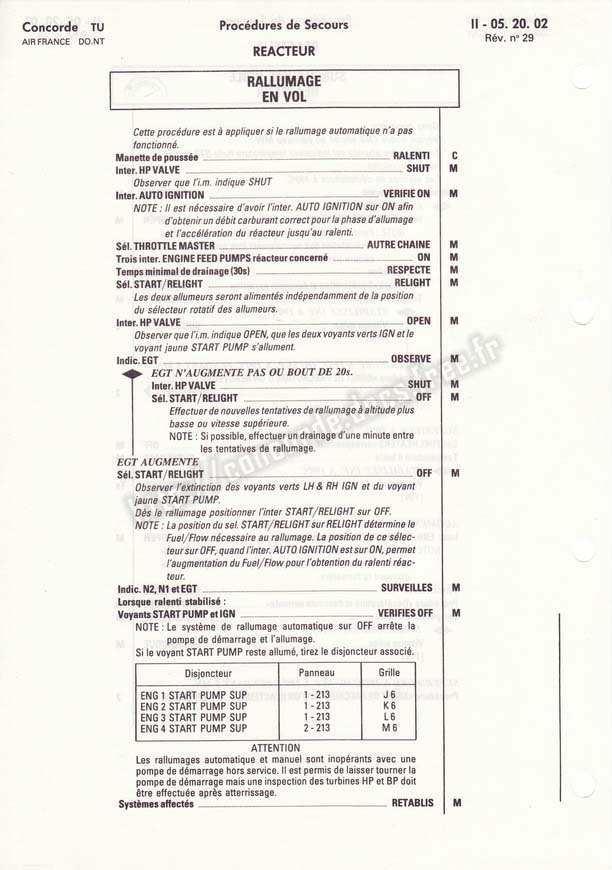 Concorde TU
AIR FRANCE DO.NT
Procédures de Secours
II - 05. 20. 02
Rév. n° 29
REACTEUR
RALLUMAGE
EN VOL
Cette procédure est à appliquer si le rallumage automatique n'a pas
fonctionné.
Manette de poussée RALENTI C
Inter. HP VALVE SHUT M
Observer que l'i.m. indique SHUT
Inter. AUTO IGNITION VERIFIE ON M
NOTE : Il est nécessaire d'avoir l'inter. AUTO IGNITION sur ON afin
d'obtenir un débit carburant correct pour la phase d'allumage
et l'accélération du réacteur jusqu'au ralenti.
Sél. THROTTLE MASTER AUTRE CHAINE M
Trois inter. ENGINE FEED PUMPS réacteur concerné ON M
Temps minimal de drainage (30s) RESPECTE M
Sél. START/RELIGHT RELIGHT M
Les deux allumeurs seront alimentés indépendamment de la position
du sélecteur rotatif des allumeurs.
Inter. HP VALVE OPEN M
Observer que l'i.m. indique OPEN, que les deux voyants verts IGN et le
voyant jaune START PUMP s'allument.
Indic. EGT OBSERVE M
EGT N'AUGMENTE PAS OU BOUT DE 20s.
Inter. HP VALVE SHUT M
Sél. START/RELIGHT OFF M
Effectuer de nouvelles tentatives de rallumage à altitude plus
basse ou vitesse supérieure.
NOTE : Si possible, effectuer un drainage d'une minute entre
les tentatives de rallumage.
EGT AUGMENTE
Sél. START/RELIGHT OFF M
Observer l'extinction des voyants verts LH & RH IGN et du voyant
jaune START PUMP.
Dès le rallumage positionner l'inter START/RELIGHT sur OFF.
NOTE : La position du sel. START/RELIGHT sur RELIGHT détermine le
Fuel/Flow nécessaire au rallumage. La position de ce sélec-
teur sur OFF, quand l'inter. AUTO IGNITION est sur ON, permet
l'augmentation du Fuel/Flow pour l'obtention du ralenti réac-
teur.
Indic. N2, N1 et EGT SURVEILLES M
Lorsque ralenti stabilisé :
Voyants START PUMP et IGN VERIFIES OFF M
NOTE : Le système de rallumage automatique sur OFF arrête la
pompe de démarrage et l'allumage.
Si le voyant START PUMP reste allumé, tirez le disjoncteur associé.
Disjoncteur Panneau Grille
ENG 1 START PUMP SUP 1 - 213 J 6
ENG 2 START PUMP SUP 1 - 213 K 6
ENG 3 START PUMP SUP 1 - 213 L 6
ENG 4 START PUMP SUP 2 - 213 M 6
ATTENTION
Les rallumages automatique et manuel sont inopérants avec une
pompe de démarrage hors service. Il est permis de laisser tourner la
pompe de démarrage mais une inspection des turbines HP et BP doit
être effectuée après atterrissage.
Systèmes affectés RETABLIS M
http://concorde.docs.free.fr